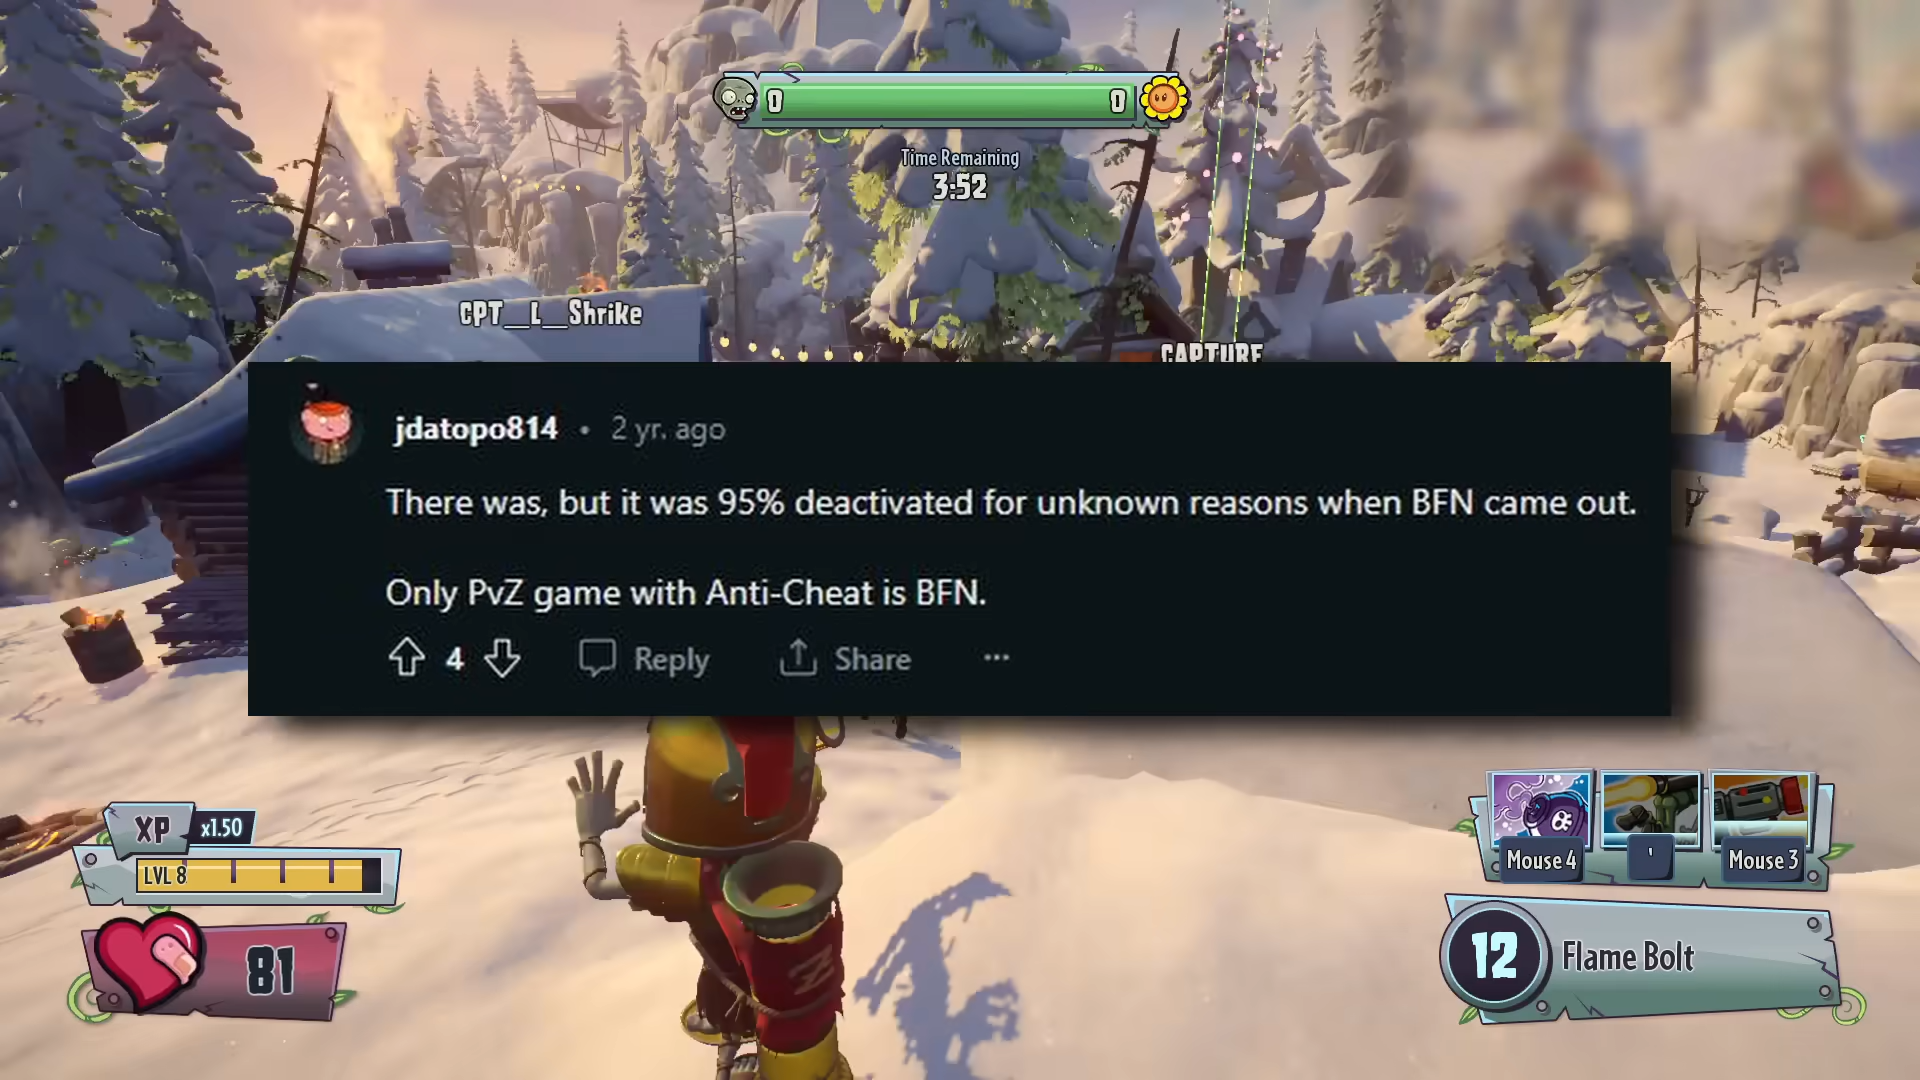 0
0
Time Remaining
3:52
CPT__L__Shrike
CAPTURE
jdatopo814 • 2 yr. ago
There was, but it was 95% deactivated for unknown reasons when BFN came out.
Only PvZ game with Anti-Cheat is BFN.
4 Reply Share ...
XP x1.50
LVL 8
81
Mouse 4 ' Mouse 3
12 Flame Bolt
Z